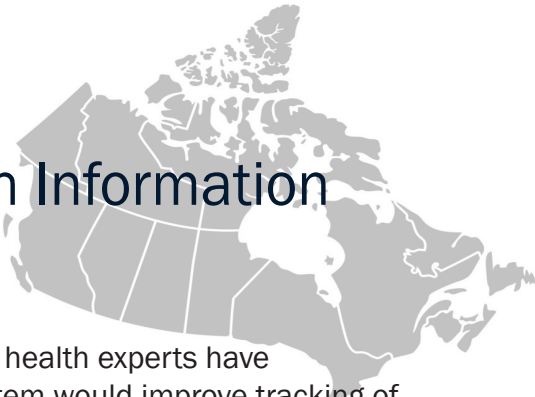 Information
health experts have
tem would improve tracking of